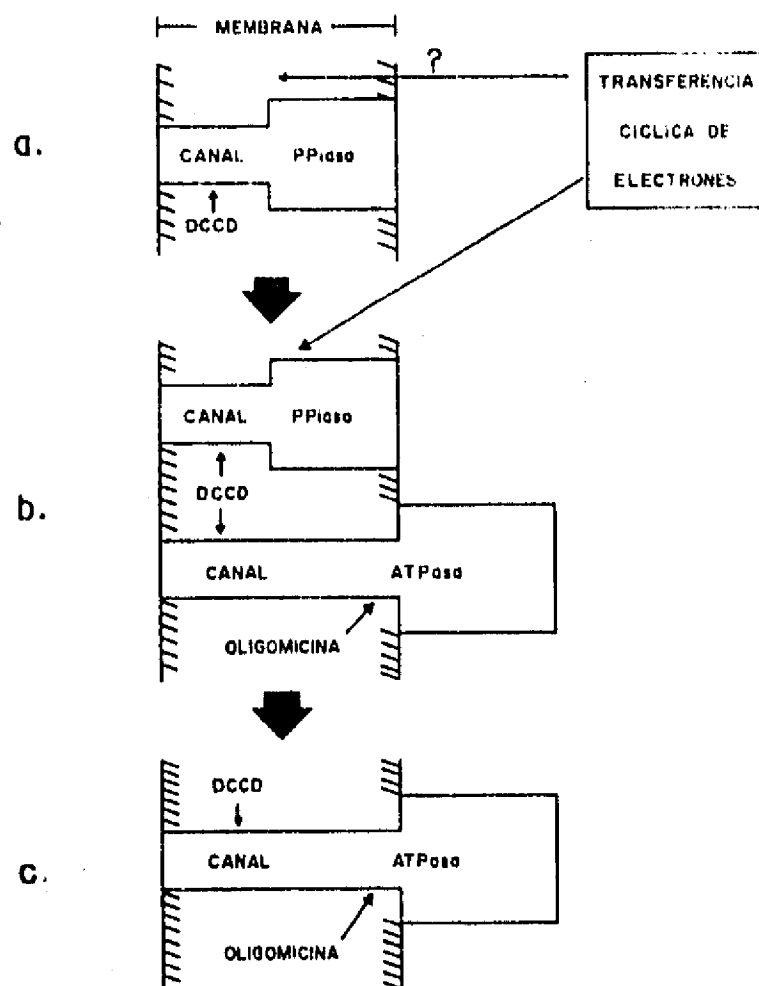 MEMBRANA
?
TRANSFERENCIA
CICLICA DE
ELECTRONES
a.
CANAL
PPiasa
DCCD
b.
CANAL
PPiasa
DCCD
CANAL
ATPasa
OLIGOMICINA
c.
DCCD
CANAL
ATPasa
OLIGOMICINA